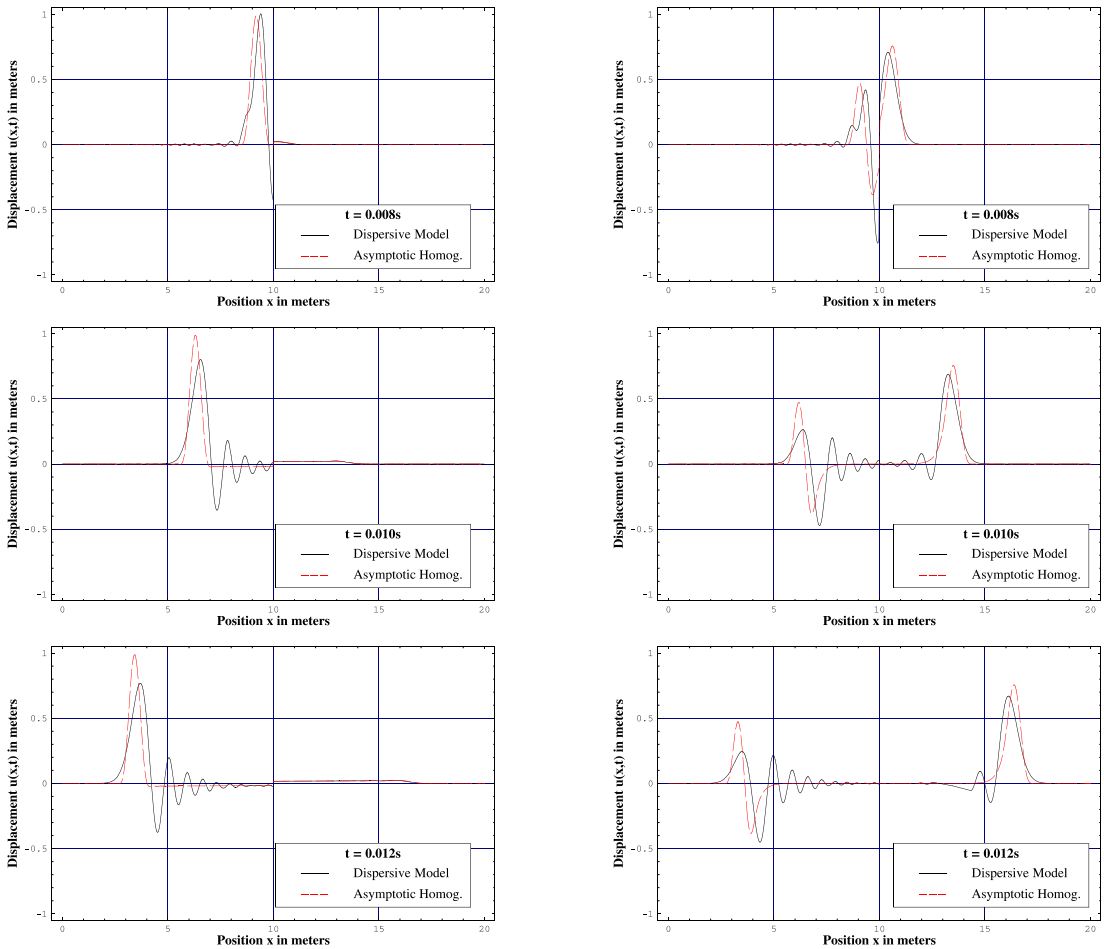 1
0.5
0
-0.5
-1
Displacement u(x,t) in meters
t = 0.008s
Dispersive Model
Asymptotic Homog.
0 5 10 15 20
Position x in meters
1
0.5
0
-0.5
-1
Displacement u(x,t) in meters
t = 0.008s
Dispersive Model
Asymptotic Homog.
0 5 10 15 20
Position x in meters
1
0.5
0
-0.5
-1
Displacement u(x,t) in meters
t = 0.010s
Dispersive Model
Asymptotic Homog.
0 5 10 15 20
Position x in meters
1
0.5
0
-0.5
-1
Displacement u(x,t) in meters
t = 0.010s
Dispersive Model
Asymptotic Homog.
0 5 10 15 20
Position x in meters
1
0.5
0
-0.5
-1
Displacement u(x,t) in meters
t = 0.012s
Dispersive Model
Asymptotic Homog.
0 5 10 15 20
Position x in meters
1
0.5
0
-0.5
-1
Displacement u(x,t) in meters
t = 0.012s
Dispersive Model
Asymptotic Homog.
0 5 10 15 20
Position x in meters